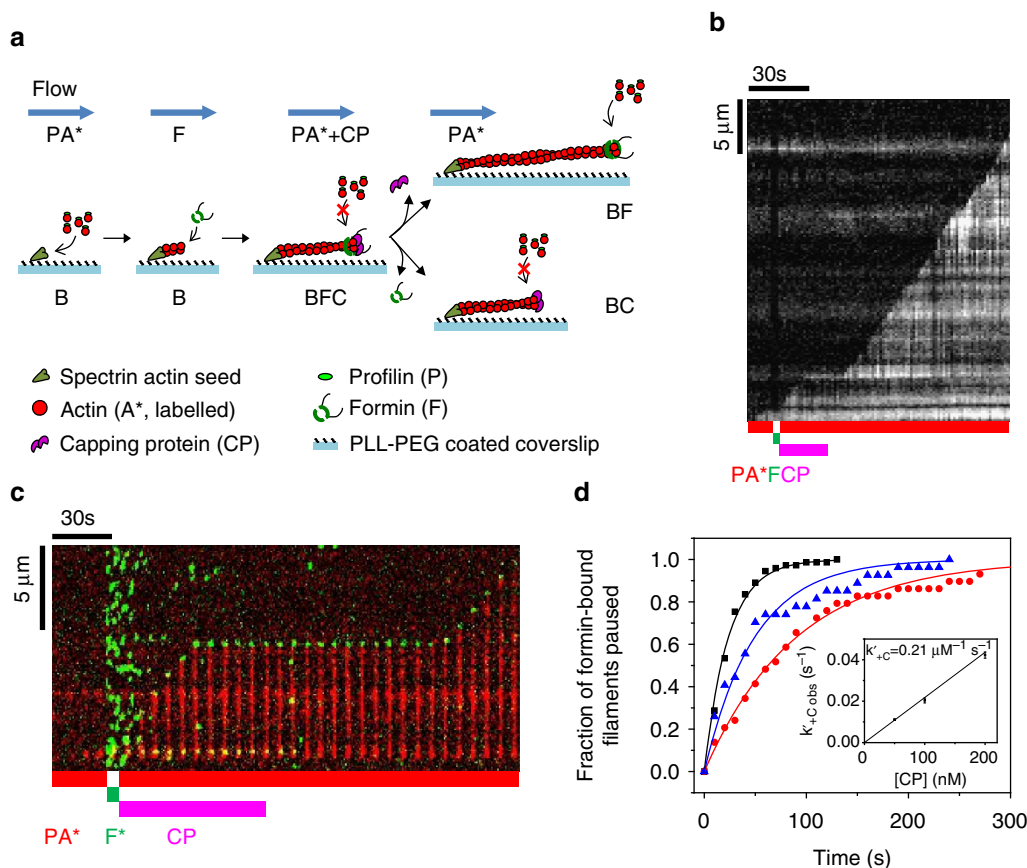 a
Flow
PA*
F
PA*+CP
PA*
B
B
BFC
BF
BC
Spectrin actin seed
Actin (A*, labelled)
Capping protein (CP)
Profilin (P)
Formin (F)
PLL-PEG coated coverslip
b
30s
5 μm
PA*FCP
c
30s
5 μm
PA*
F*
CP
d
Fraction of formin-bound
filaments paused
1.0
0.8
0.6
0.4
0.2
0.0
0
100
200
300
Time (s)
k′+C obs (s⁻¹)
k′+C=0.21 μM⁻¹ s⁻¹
0.04
0.02
0.00
0
100
200
[CP] (nM)